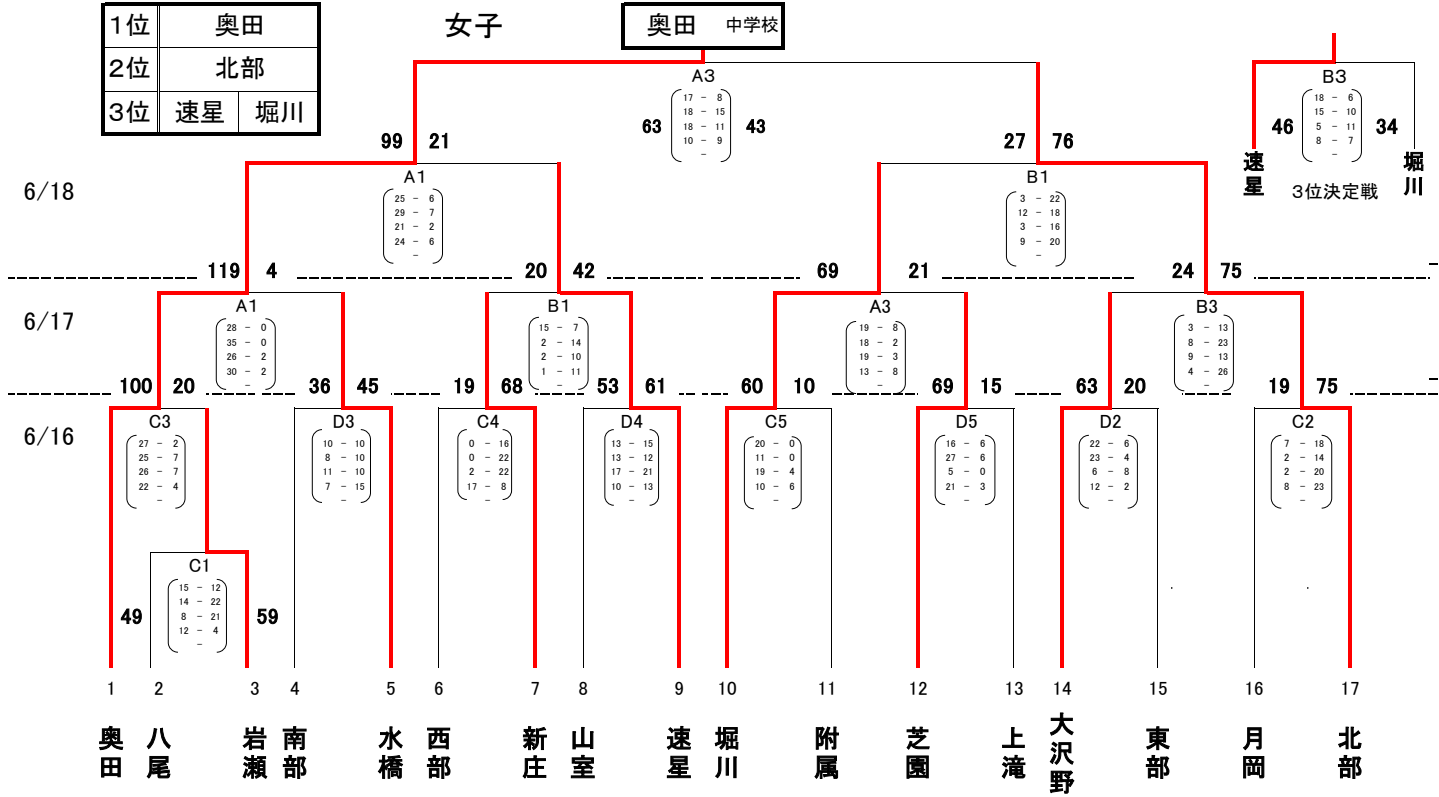 1位 奥田
2位 北部
3位 速星 堀川
女子
奥田 中学校
A3
63 43
17 - 8
18 - 15
18 - 11
10 - 9
-
B3
46 34
18 - 6
15 - 10
5 - 11
8 - 7
-
速星 堀川
3位決定戦
99 21
27 76
6/18
A1
25 - 6
29 - 7
21 - 2
24 - 6
-
B1
3 - 22
12 - 18
3 - 16
9 - 20
-
119 4
20 42
69 21
24 75
6/17
A1
28 - 0
35 - 0
26 - 2
30 - 2
-
B1
15 - 7
2 - 14
2 - 10
1 - 11
-
A3
19 - 8
18 - 2
19 - 3
13 - 8
-
B3
3 - 13
8 - 23
9 - 13
4 - 26
-
100 20
36 45
19 68
53 61
60 10
69 15
63 20
19 75
6/16
C3
27 - 2
25 - 7
26 - 7
22 - 4
-
D3
10 - 10
8 - 10
11 - 10
7 - 15
-
C4
0 - 16
0 - 22
2 - 22
17 - 8
-
D4
13 - 15
13 - 12
17 - 21
10 - 13
-
C5
20 - 0
11 - 0
19 - 4
10 - 6
-
D5
16 - 6
27 - 6
5 - 0
21 - 3
-
D2
22 - 6
23 - 4
6 - 8
12 - 2
-
C2
7 - 18
2 - 14
2 - 20
8 - 23
-
C1
49 59
15 - 12
14 - 22
8 - 21
12 - 4
-
1 2 3 4 5 6 7 8 9 10 11 12 13 14 15 16 17
奥田
八尾
岩瀬
南部
水橋
西部
新庄
山室
速星
堀川
附属
芝園
上滝
大沢野
東部
月岡
北部